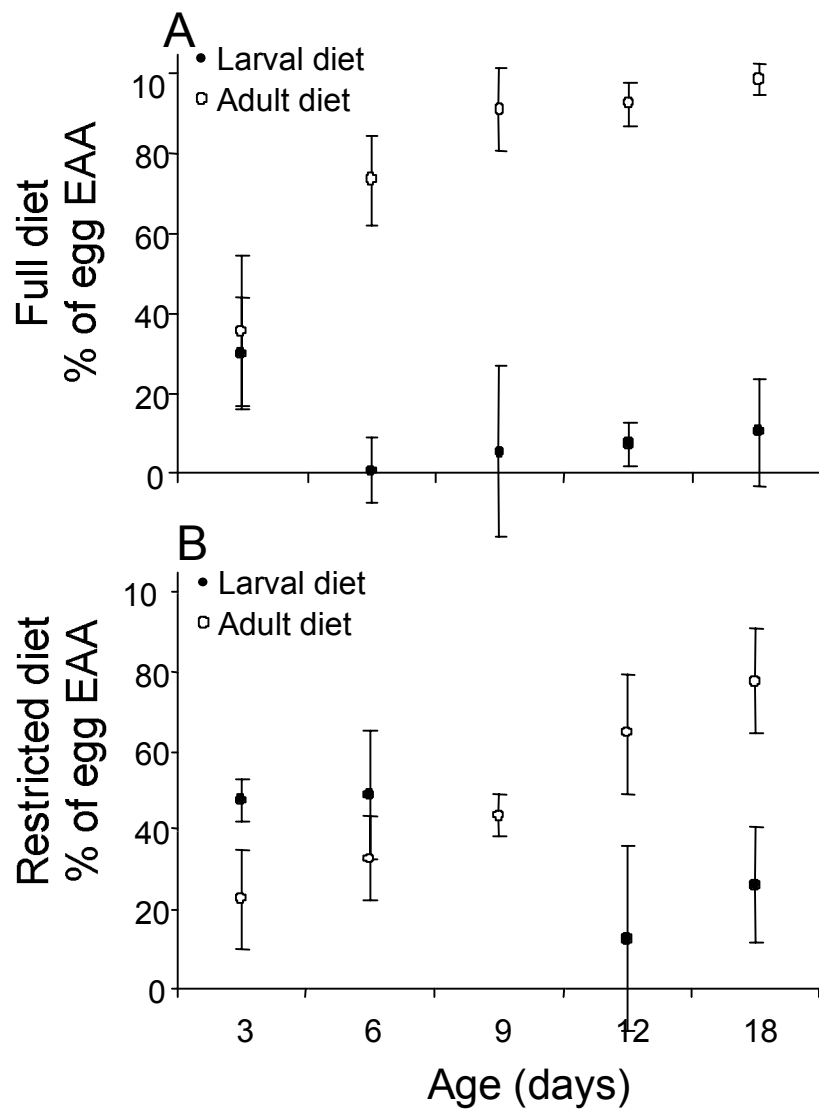 A
Larval diet
Adult diet
Full diet
% of egg EAA
10
80
60
40
20
0
B
Larval diet
Adult diet
Restricted diet
% of egg EAA
10
80
60
40
20
0
3 6 9 12 18
Age (days)